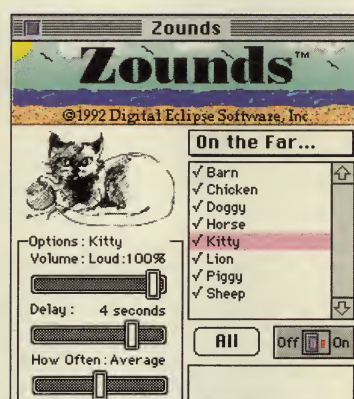 Zounds
Zounds™
©1992 Digital Eclipse Software, Inc.
On the Far...
✓ Barn
✓ Chicken
✓ Doggy
✓ Horse
✓ Kitty
✓ Lion
✓ Piggy
✓ Sheep
Options: Kitty
Volume: Loud: 100%
Delay: 4 seconds
How Often: Average
All
Off On